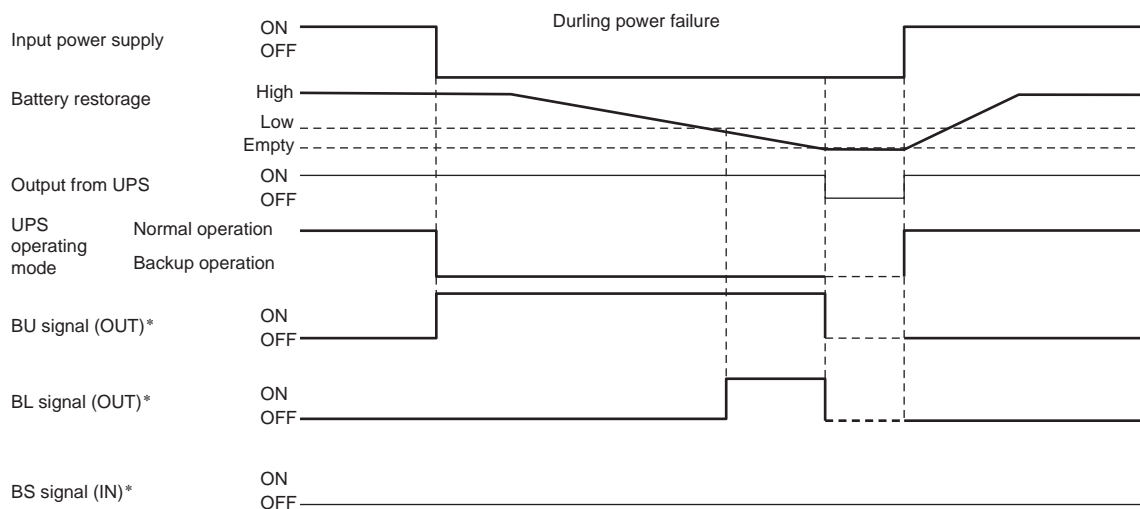 Durling power failure
Input power supply
ON
OFF
Battery restorage
High
Low
Empty
Output from UPS
ON
OFF
UPS operating mode
Normal operation
Backup operation
BU signal (OUT)*
ON
OFF
BL signal (OUT)*
ON
OFF
BS signal (IN)*
ON
OFF